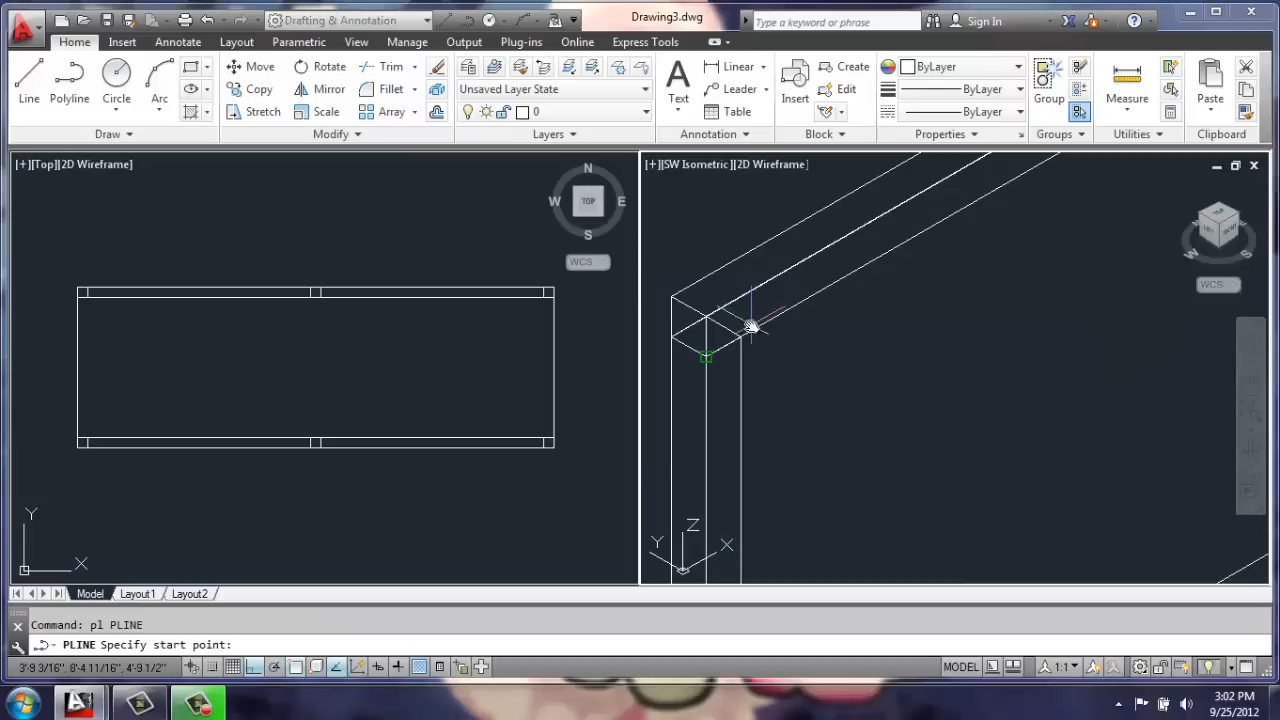 Drafting & Annotation
Drawing3.dwg
Type a keyword or phrase
Sign In
Home Insert Annotate Layout Parametric View Manage Output Plug-ins Online Express Tools
Line Polyline Circle Arc
Move Rotate Trim
Copy Mirror Fillet
Stretch Scale Array
Unsaved Layer State
0
Text
Linear
Leader
Table
Insert
Create
Edit
ByLayer
ByLayer
ByLayer
Group
Measure
Paste
Draw Modify Layers Annotation Block Properties Groups Utilities Clipboard
[+][Top][2D Wireframe]
N
W TOP E
S
WCS
Y
X
[+][SW Isometric][2D Wireframe]
W S
WCS
Z
Y X
Model Layout1 Layout2
Command: pl PLINE
PLINE Specify start point:
3'-9 3/16", 8'-4 11/16", 4'-9 1/2"
MODEL
1:1
3:02 PM
9/25/2012